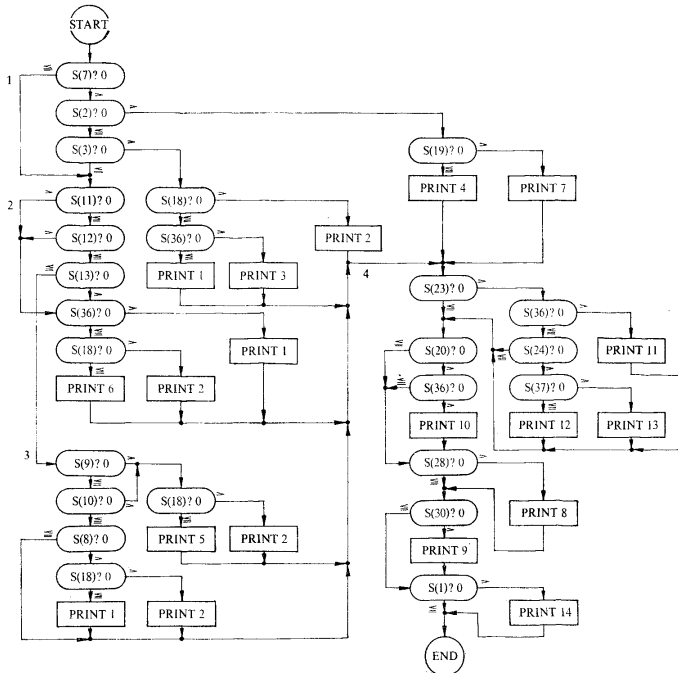 START
1
S(7)? 0
S(2)? 0
S(3)? 0
S(19)? 0
PRINT 4
PRINT 7
2
S(11)? 0
S(18)? 0
S(12)? 0
S(36)? 0
PRINT 2
S(13)? 0
PRINT 1
PRINT 3
4
S(23)? 0
S(36)? 0
S(36)? 0
S(18)? 0
PRINT 1
S(20)? 0
S(24)? 0
PRINT 11
PRINT 6
PRINT 2
S(36)? 0
S(37)? 0
PRINT 10
PRINT 12
PRINT 13
3
S(9)? 0
S(28)? 0
S(10)? 0
S(18)? 0
S(30)? 0
PRINT 8
S(8)? 0
PRINT 5
PRINT 2
PRINT 9
S(18)? 0
S(1)? 0
PRINT 1
PRINT 2
PRINT 14
END